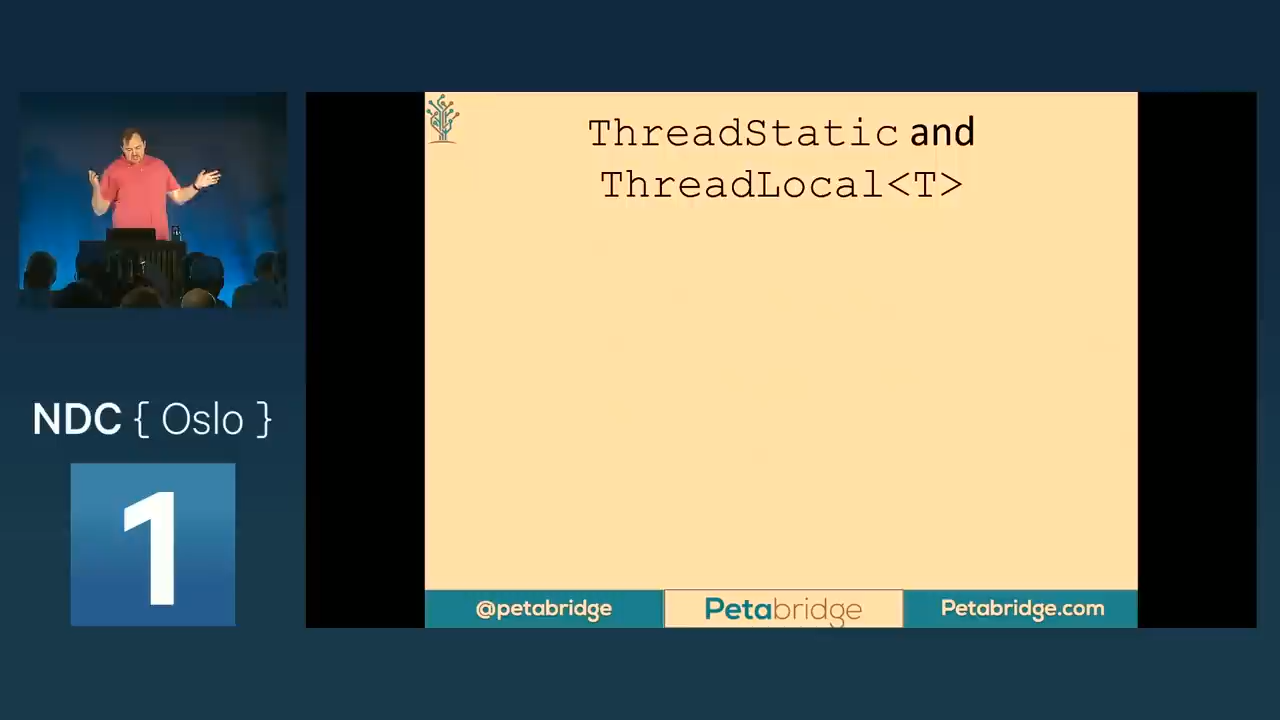 ThreadStatic and
ThreadLocal<T>
NDC { Oslo }
1
@petabridge
Petabridge
Petabridge.com